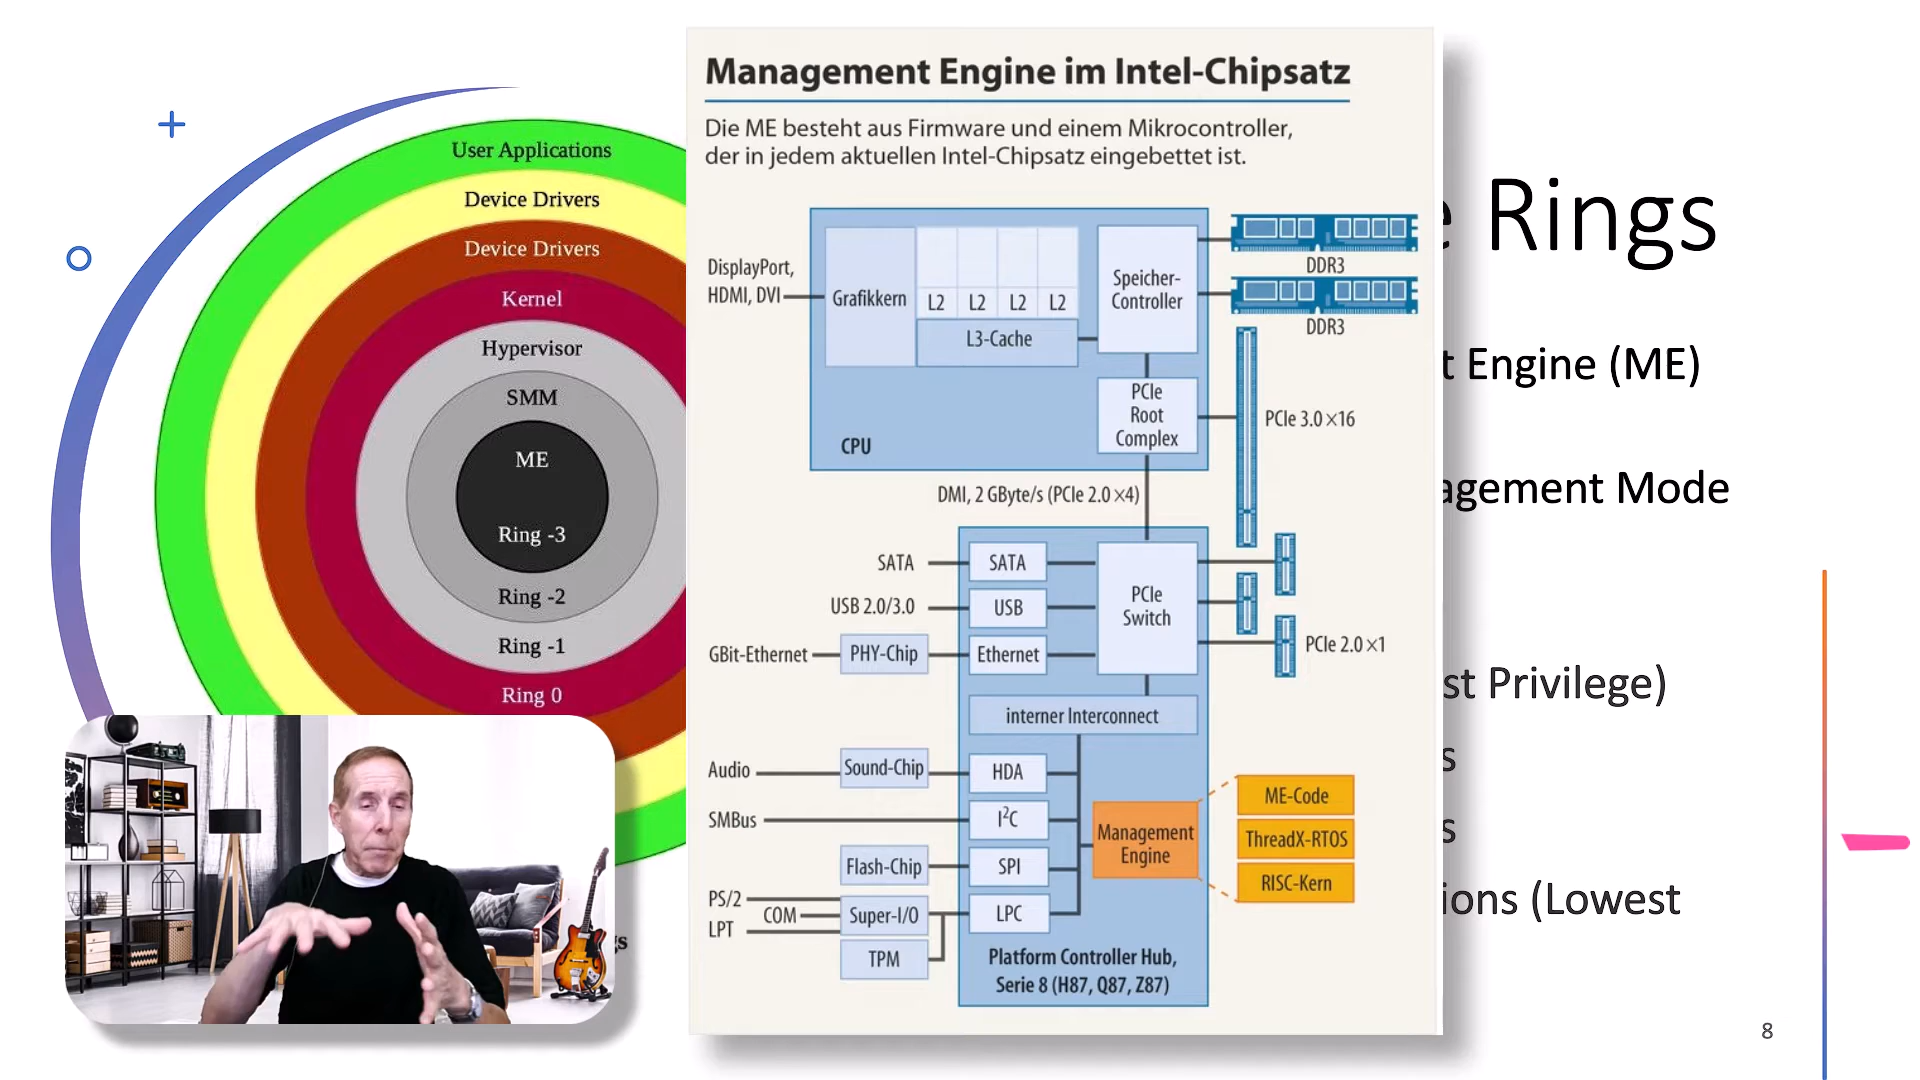 Rings
t Engine (ME)
agement Mode
st Privilege)
s
s
ions (Lowest
8
User Applications
Device Drivers
Device Drivers
Kernel
Hypervisor
SMM
ME
Ring -3
Ring -2
Ring -1
Ring 0
gs
Management Engine im Intel-Chipsatz
Die ME besteht aus Firmware und einem Mikrocontroller,
der in jedem aktuellen Intel-Chipsatz eingebettet ist.
DisplayPort,
HDMI, DVI
Grafikkern
L2 L2 L2 L2
L3-Cache
Speicher-
Controller
DDR3
DDR3
PCIe
Root
Complex
CPU
PCIe 3.0 ×16
DMI, 2 GByte/s (PCIe 2.0 ×4)
SATA
SATA
USB 2.0/3.0
USB
GBit-Ethernet
PHY-Chip
Ethernet
PCIe
Switch
PCIe 2.0 ×1
interner Interconnect
Audio
Sound-Chip
HDA
SMBus
I²C
Flash-Chip
SPI
PS/2
COM
LPT
Super-I/O
LPC
TPM
Management
Engine
ME-Code
ThreadX-RTOS
RISC-Kern
Platform Controller Hub,
Serie 8 (H87, Q87, Z87)